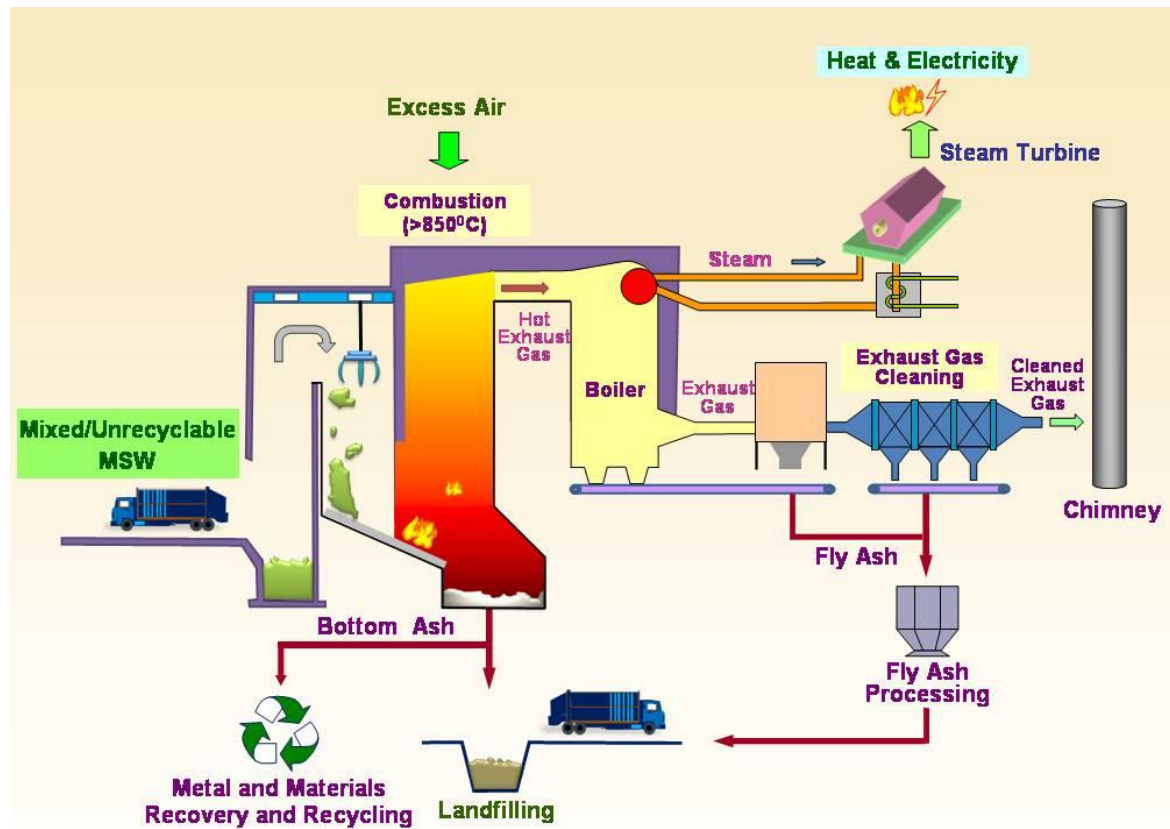 Heat & Electricity
Excess Air
Steam Turbine
Combustion
(>850⁰C)
Steam
Hot
Exhaust
Gas
Boiler
Exhaust
Gas
Exhaust Gas
Cleaning
Cleaned
Exhaust
Gas
Mixed/Unrecyclable
MSW
Chimney
Fly Ash
Bottom Ash
Fly Ash
Processing
Metal and Materials
Recovery and Recycling
Landfilling